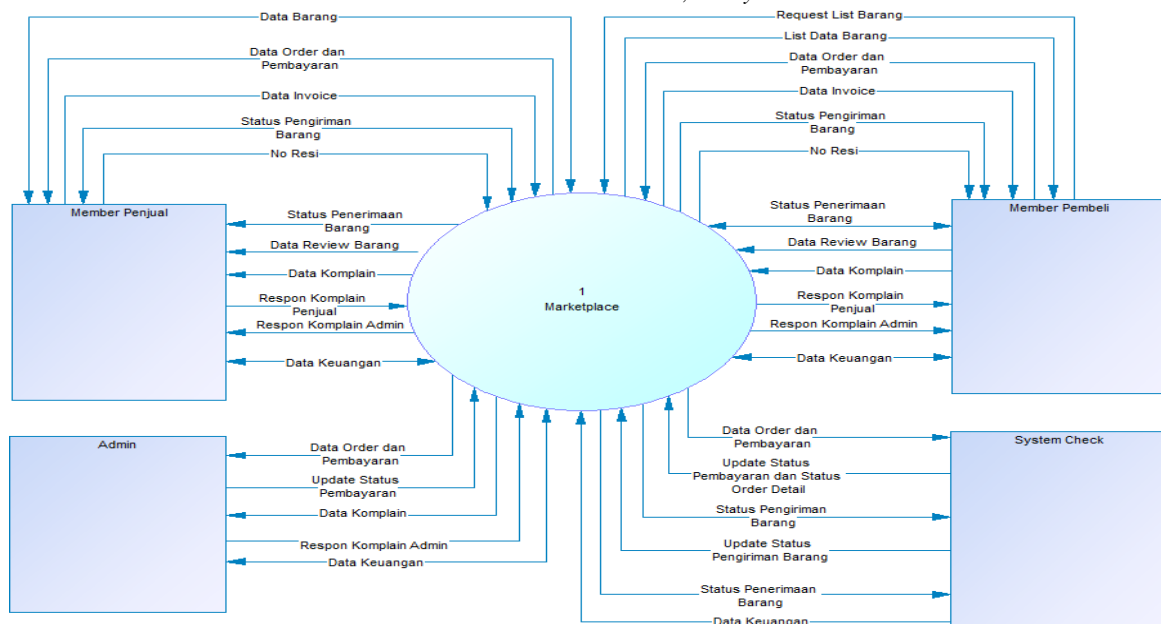 Data Barang
Data Order dan
Pembayaran
Data Invoice
Status Pengiriman
Barang
No Resi
Request List Barang
List Data Barang
Data Order dan
Pembayaran
Data Invoice
Status Pengiriman
Barang
No Resi
Member Penjual
Status Penerimaan
Barang
Data Review Barang
Data Komplain
Respon Komplain
Penjual
Respon Komplain Admin
Data Keuangan
1
Marketplace
Status Penerimaan
Barang
Data Review Barang
Data Komplain
Respon Komplain
Penjual
Respon Komplain Admin
Data Keuangan
Member Pembeli
Admin
Data Order dan
Pembayaran
Update Status
Pembayaran
Data Komplain
Respon Komplain Admin
Data Keuangan
Data Order dan
Pembayaran
Update Status
Pembayaran dan Status
Order Detail
Status Pengiriman
Barang
Update Status
Pengiriman Barang
Status Penerimaan
Barang
Data Keuangan
System Check